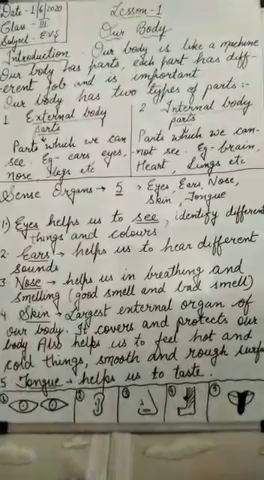 Date - 1/6/2020
Class - III
Subject - EVS
Lesson - 1
Our Body
Introduction - Our body is like a machine
Our body has parts, each part has diff-
erent job and is important
Our body has two types of parts:-
1 External body
parts
Parts which we can
see. Eg- ears eyes,
nose, legs etc
2 Internal body
parts
Parts which we can-
not see. Eg- brain,
Heart, Lungs etc
Sense Organs → 5 → Eyes, Ears, Nose,
Skin, Tongue
1) Eyes helps us to see, identify different
things and colours
2. Ears → helps us to hear different
sounds
3 Nose → helps us in breathing and
smelling (good smell and bad smell)
4 Skin → Largest external organ of
our body. It covers and protects our
body Also helps us to feel hot and
cold things, smooth and rough surf
5 Tongue → helps us to taste.